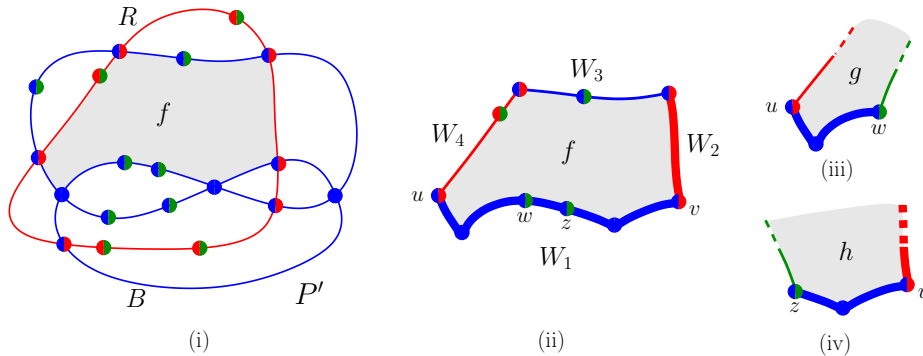 R
f
B
P′
(i)
W₃
W₄
f
W₂
u
w
z
v
W₁
(ii)
g
u
w
(iii)
h
z
(iv)